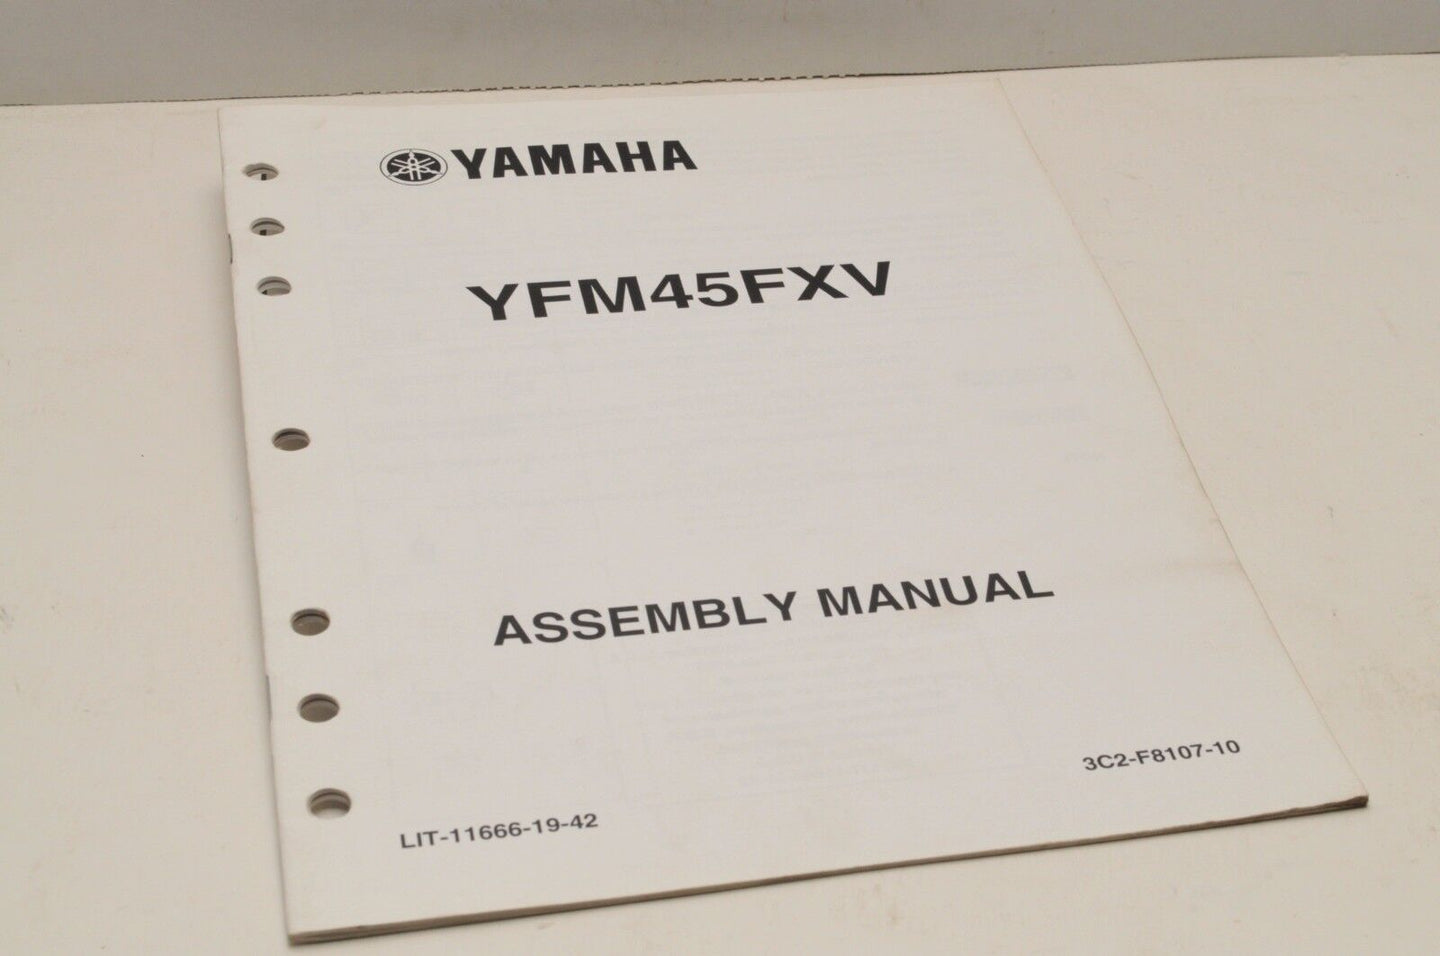 YAMAHA
YFM45FXV
ASSEMBLY MANUAL
3C2-F8107-10
LIT-11666-19-42